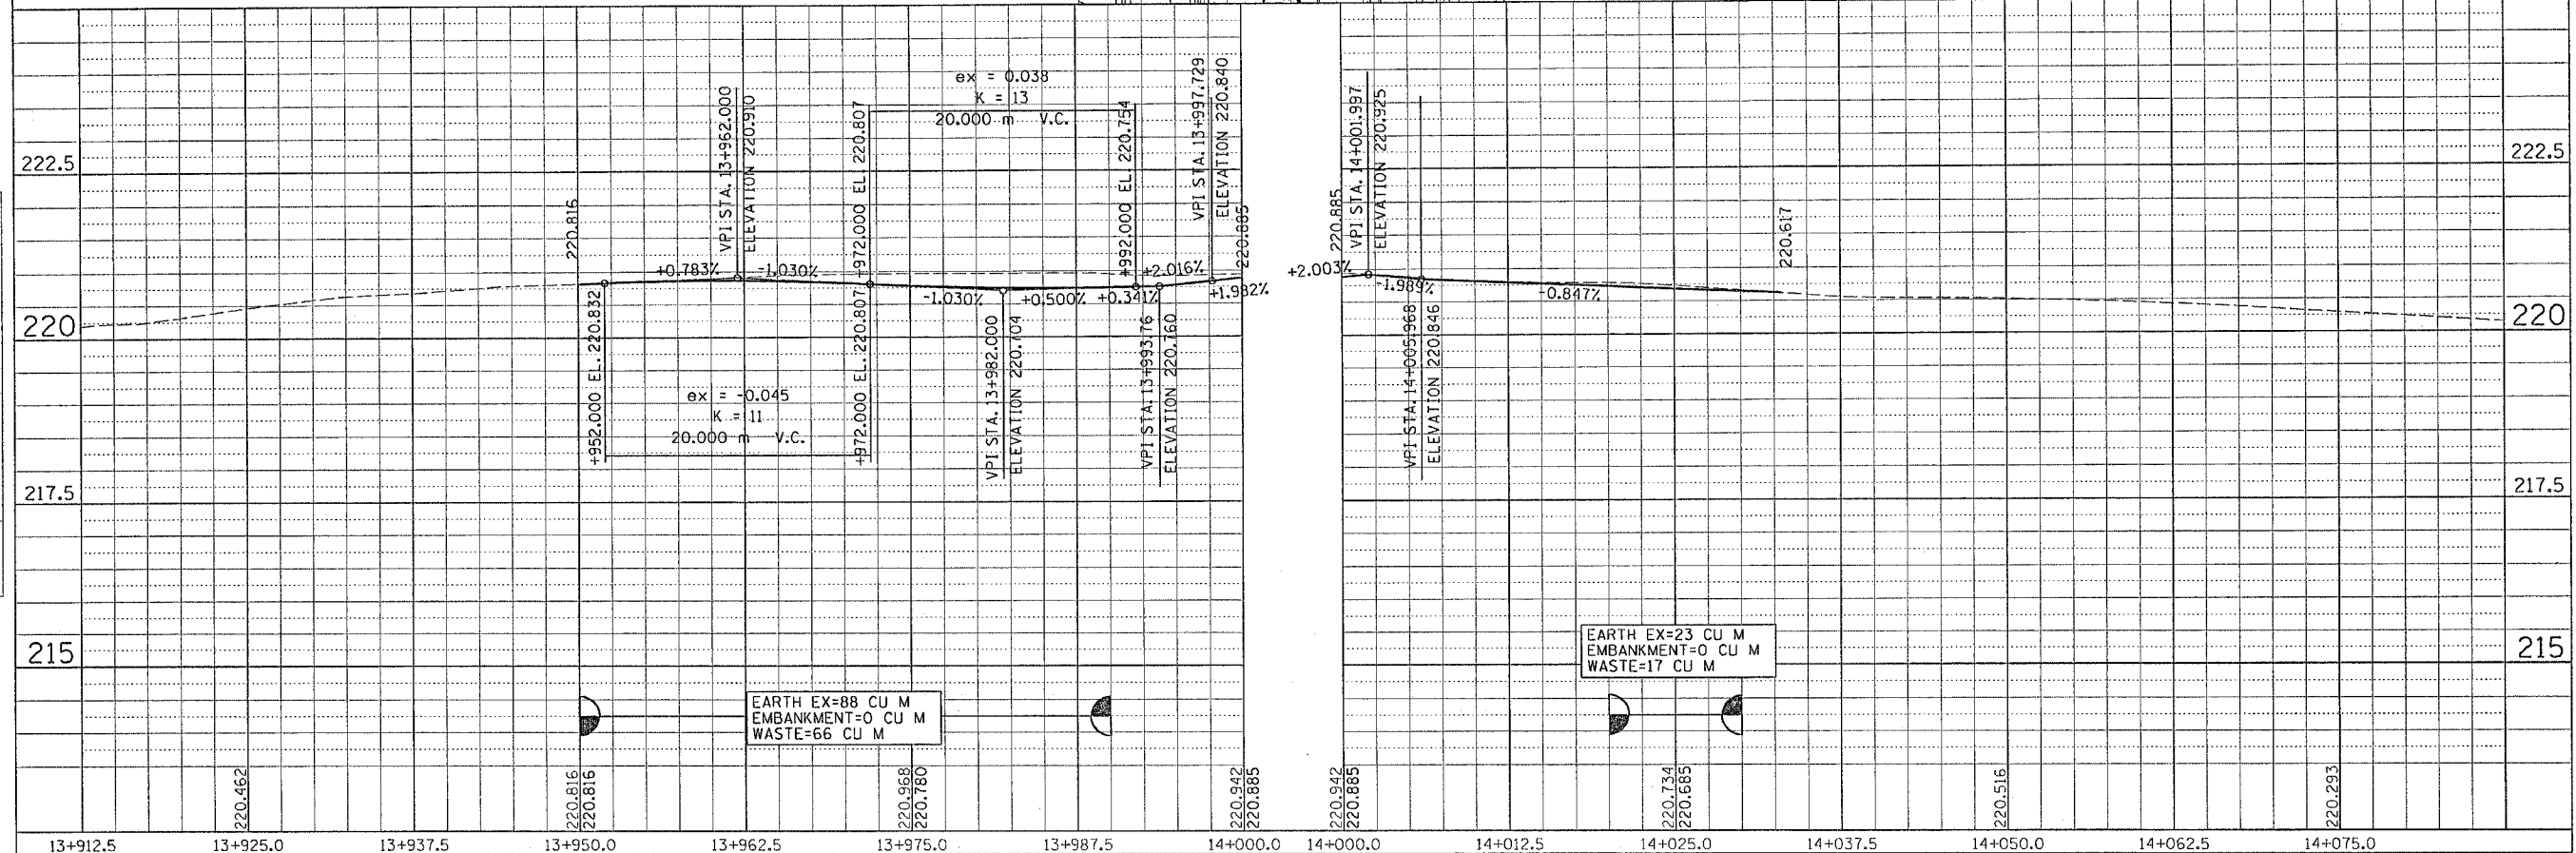 ex = 0.038
K = 13
20.000 m V.C.
VPI STA. 13+962.000
ELEVATION 220.910
+972.000 EL. 220.807
+992.000 EL. 220.754
VPI STA. 13+997.729
ELEVATION 220.840
VPI STA. 14+001.997
ELEVATION 220.925
222.5
222.5
220.816
220.885
220.885
220.617
+0.783%
-1.030%
-1.030%
+0.500%
+0.341%
+2.016%
+1.982%
+2.003%
-1.989%
-0.847%
220
220
+952.000 EL. 220.832
+972.000 EL. 220.807
ex = -0.045
K = 11
20.000 m V.C.
VPI STA. 13+982.000
ELEVATION 220.704
VPI STA. 13+993.76
ELEVATION 220.760
VPI STA. 14+005.968
ELEVATION 220.846
217.5
217.5
215
215
EARTH EX=88 CU M
EMBANKMENT=0 CU M
WASTE=66 CU M
EARTH EX=23 CU M
EMBANKMENT=0 CU M
WASTE=17 CU M
220.462
220.816
220.816
220.968
220.780
220.942
220.885
220.942
220.885
220.734
220.685
220.516
220.293
13+912.5
13+925.0
13+937.5
13+950.0
13+962.5
13+975.0
13+987.5
14+000.0
14+000.0
14+012.5
14+025.0
14+037.5
14+050.0
14+062.5
14+075.0